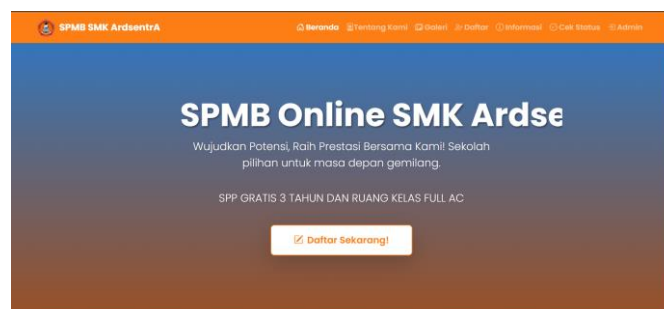 SPMB SMK ArdsentrA
Beranda Tentang Kami Galeri Daftar Informasi Cek Status Admin
SPMB Online SMK Ardse
Wujudkan Potensi, Raih Prestasi Bersama Kami! Sekolah
pilihan untuk masa depan gemilang.
SPP GRATIS 3 TAHUN DAN RUANG KELAS FULL AC
Daftar Sekarang!